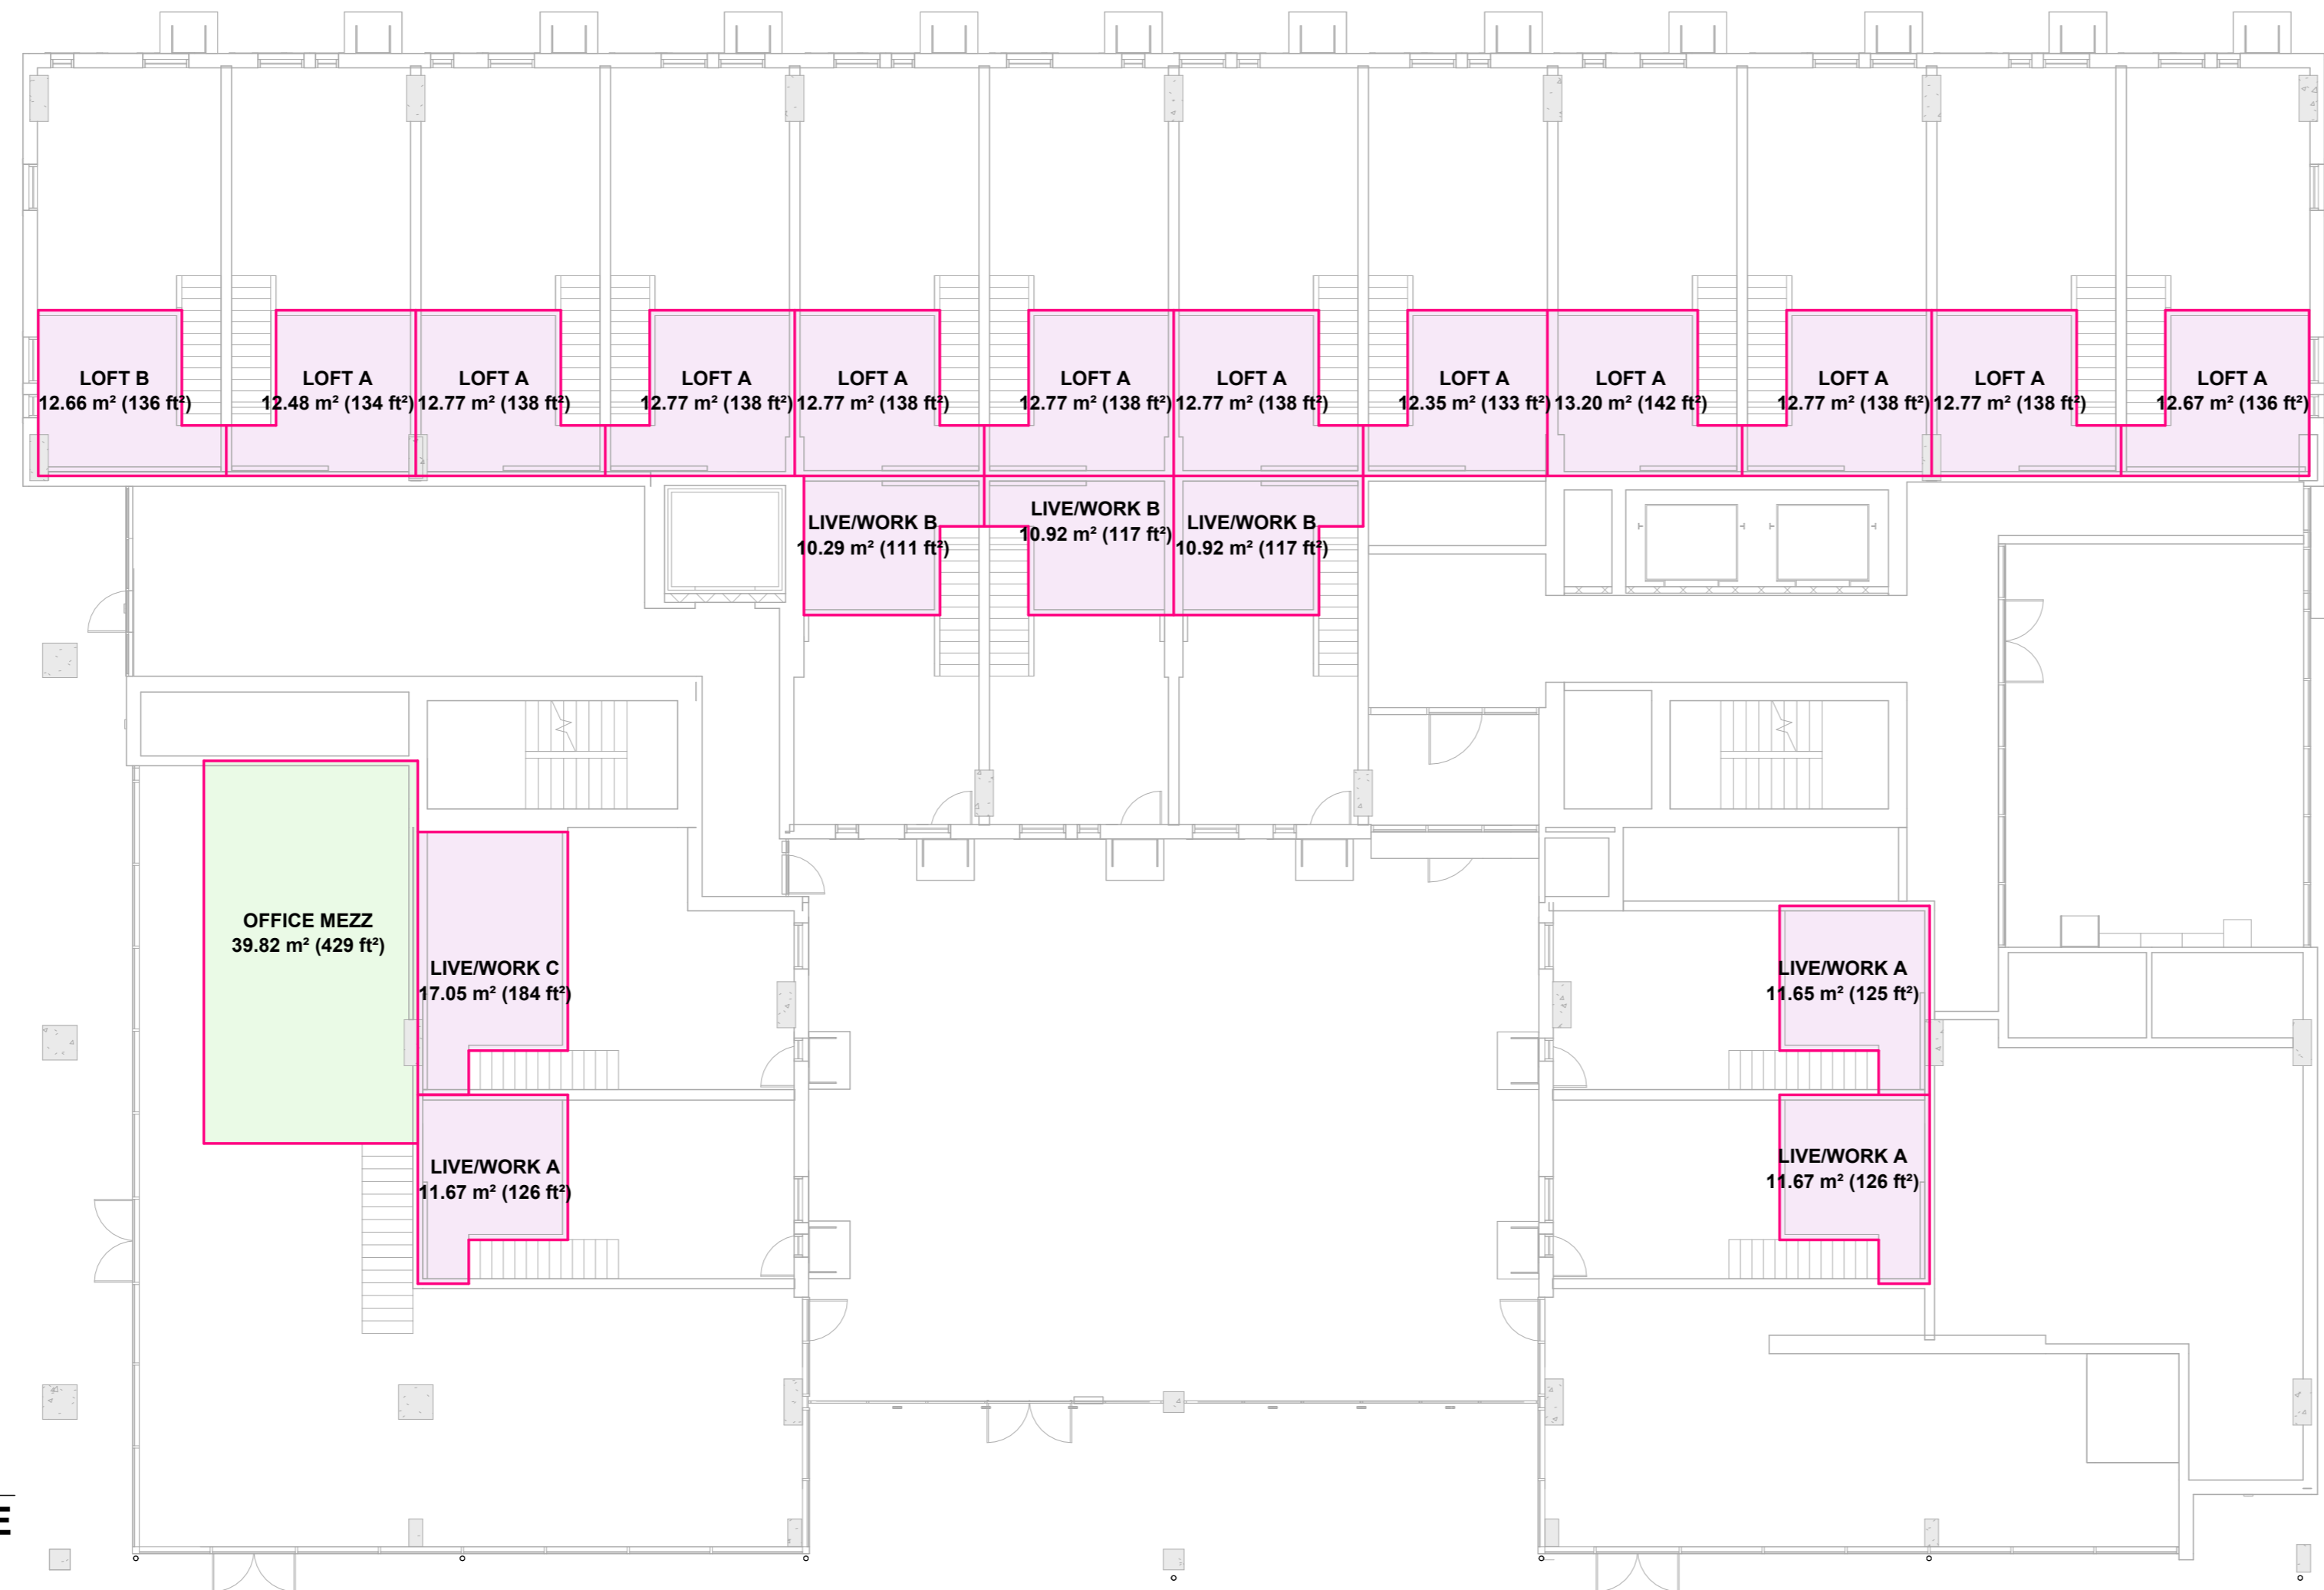 LOFT B
12.66 m² (136 ft²)
LOFT A
12.48 m² (134 ft²)
LOFT A
12.77 m² (138 ft²)
LOFT A
12.77 m² (138 ft²)
LOFT A
12.77 m² (138 ft²)
LOFT A
12.77 m² (138 ft²)
LOFT A
12.77 m² (138 ft²)
LOFT A
12.35 m² (133 ft²)
LOFT A
13.20 m² (142 ft²)
LOFT A
12.77 m² (138 ft²)
LOFT A
12.77 m² (138 ft²)
LOFT A
12.67 m² (136 ft²)
LIVE/WORK B
10.29 m² (111 ft²)
LIVE/WORK B
10.92 m² (117 ft²)
LIVE/WORK B
10.92 m² (117 ft²)
OFFICE MEZZ
39.82 m² (429 ft²)
LIVE/WORK C
17.05 m² (184 ft²)
LIVE/WORK A
11.65 m² (125 ft²)
LIVE/WORK A
11.67 m² (126 ft²)
LIVE/WORK A
11.67 m² (126 ft²)
E